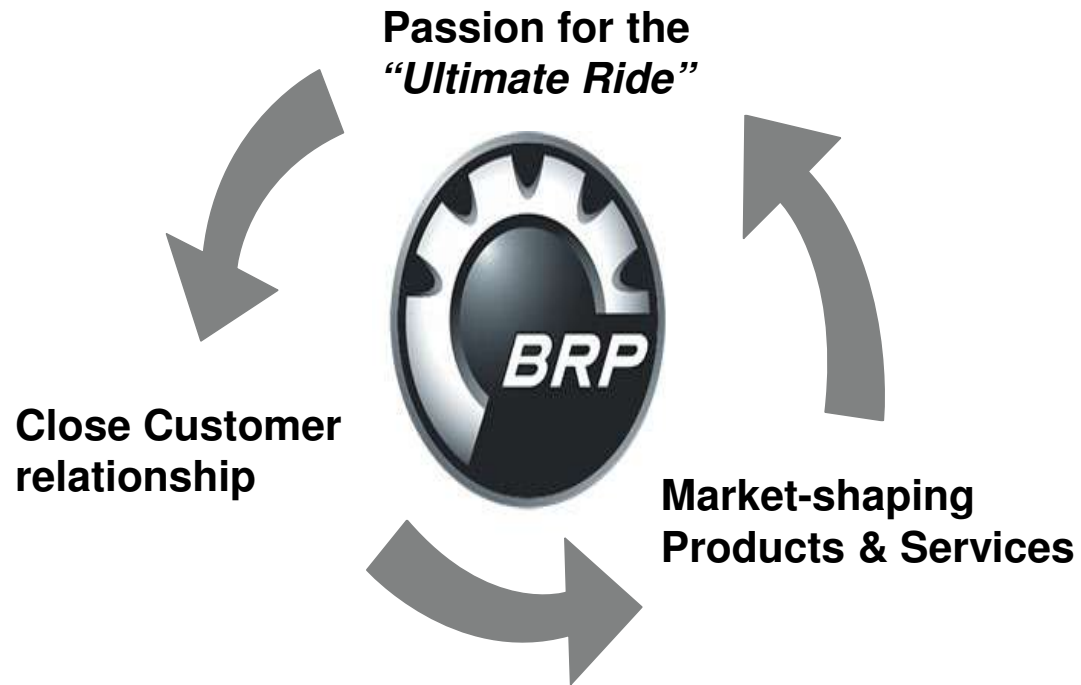 Passion for the
“Ultimate Ride”
BRP
Close Customer
relationship
Market-shaping
Products & Services